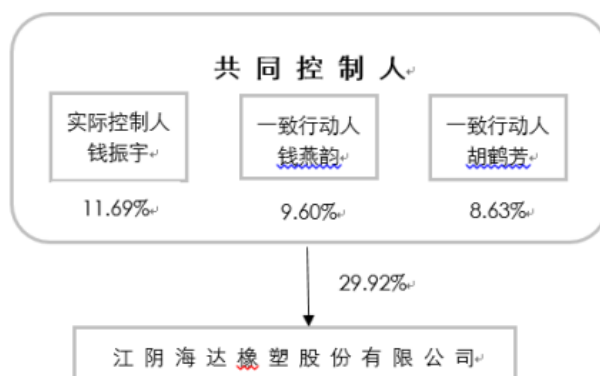 共同控制人
实际控制人
钱振宇
一致行动人
钱燕韵
一致行动人
胡鹤芳
11.69%
9.60%
8.63%
29.92%
江阴海达橡塑股份有限公司